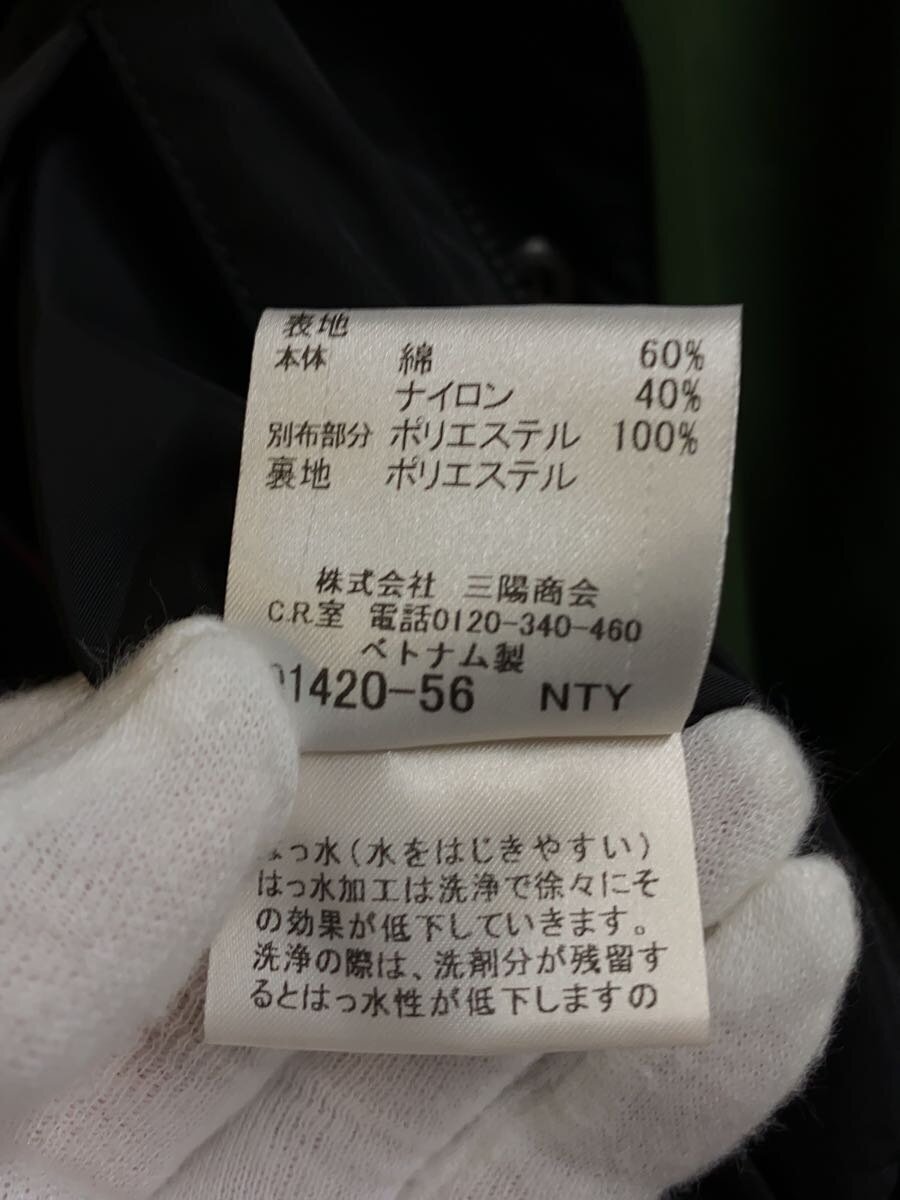 表地
本体 綿 60%
ナイロン 40%
別布部分 ポリエステル 100%
裏地 ポリエステル
株式会社 三陽商会
C.R.室 電話0120-340-460
ベトナム製
01420-56 NTY
はっ水(水をはじきやすい)
はっ水加工は洗浄で徐々にそ
の効果が低下していきます。
洗浄の際は、洗剤分が残留す
るとはっ水性が低下しますの